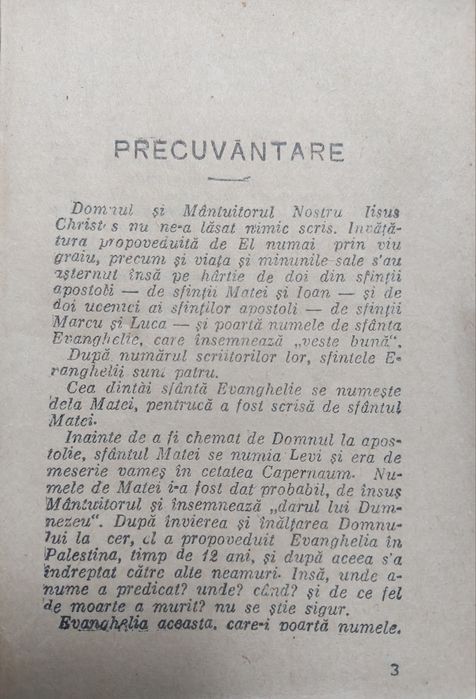 PRECUVÂNTARE
Domnul și Mântuitorul Nostru Iisus
Christos nu ne-a lăsat nimic scris. Invăță-
tura propoveduită de El numai prin viu
graiu, precum și viața și minunile sale s'au
așternut însă pe hârtie de doi din sfinții
apostoli — de sfinții Matei și Ioan — și de
doi ucenici ai sfinților apostoli — de sfinții
Marcu și Luca — și poartă numele de sfânta
Evanghelie, care însemnează „veste bună".
După numărul scriitorilor lor, sfintele E-
vanghelii sunt patru.
Cea dintâi sfântă Evanghelie se numește
dela Matei, pentrucă a fost scrisă de sfântul
Matei.
Inainte de a fi chemat de Domnul la apos-
tolie, sfântul Matei se numia Levi și era de
meserie vameș în cetatea Capernaum. Nu-
mele de Matei i-a fost dat probabil, de însuș
Mântuitorul și însemnează „darul lui Dum-
nezeu". După învierea și înălțarea Domnu-
lui la cer, el a propoveduit Evanghelia în
Palestina, timp de 12 ani, și după aceea s'a
îndreptat către alte neamuri. Însă, unde a-
nume a predicat? unde? când? și de ce fel
de moarte a murit? nu se știe sigur.
Evanghelia aceasta, care-i poartă numele,
3